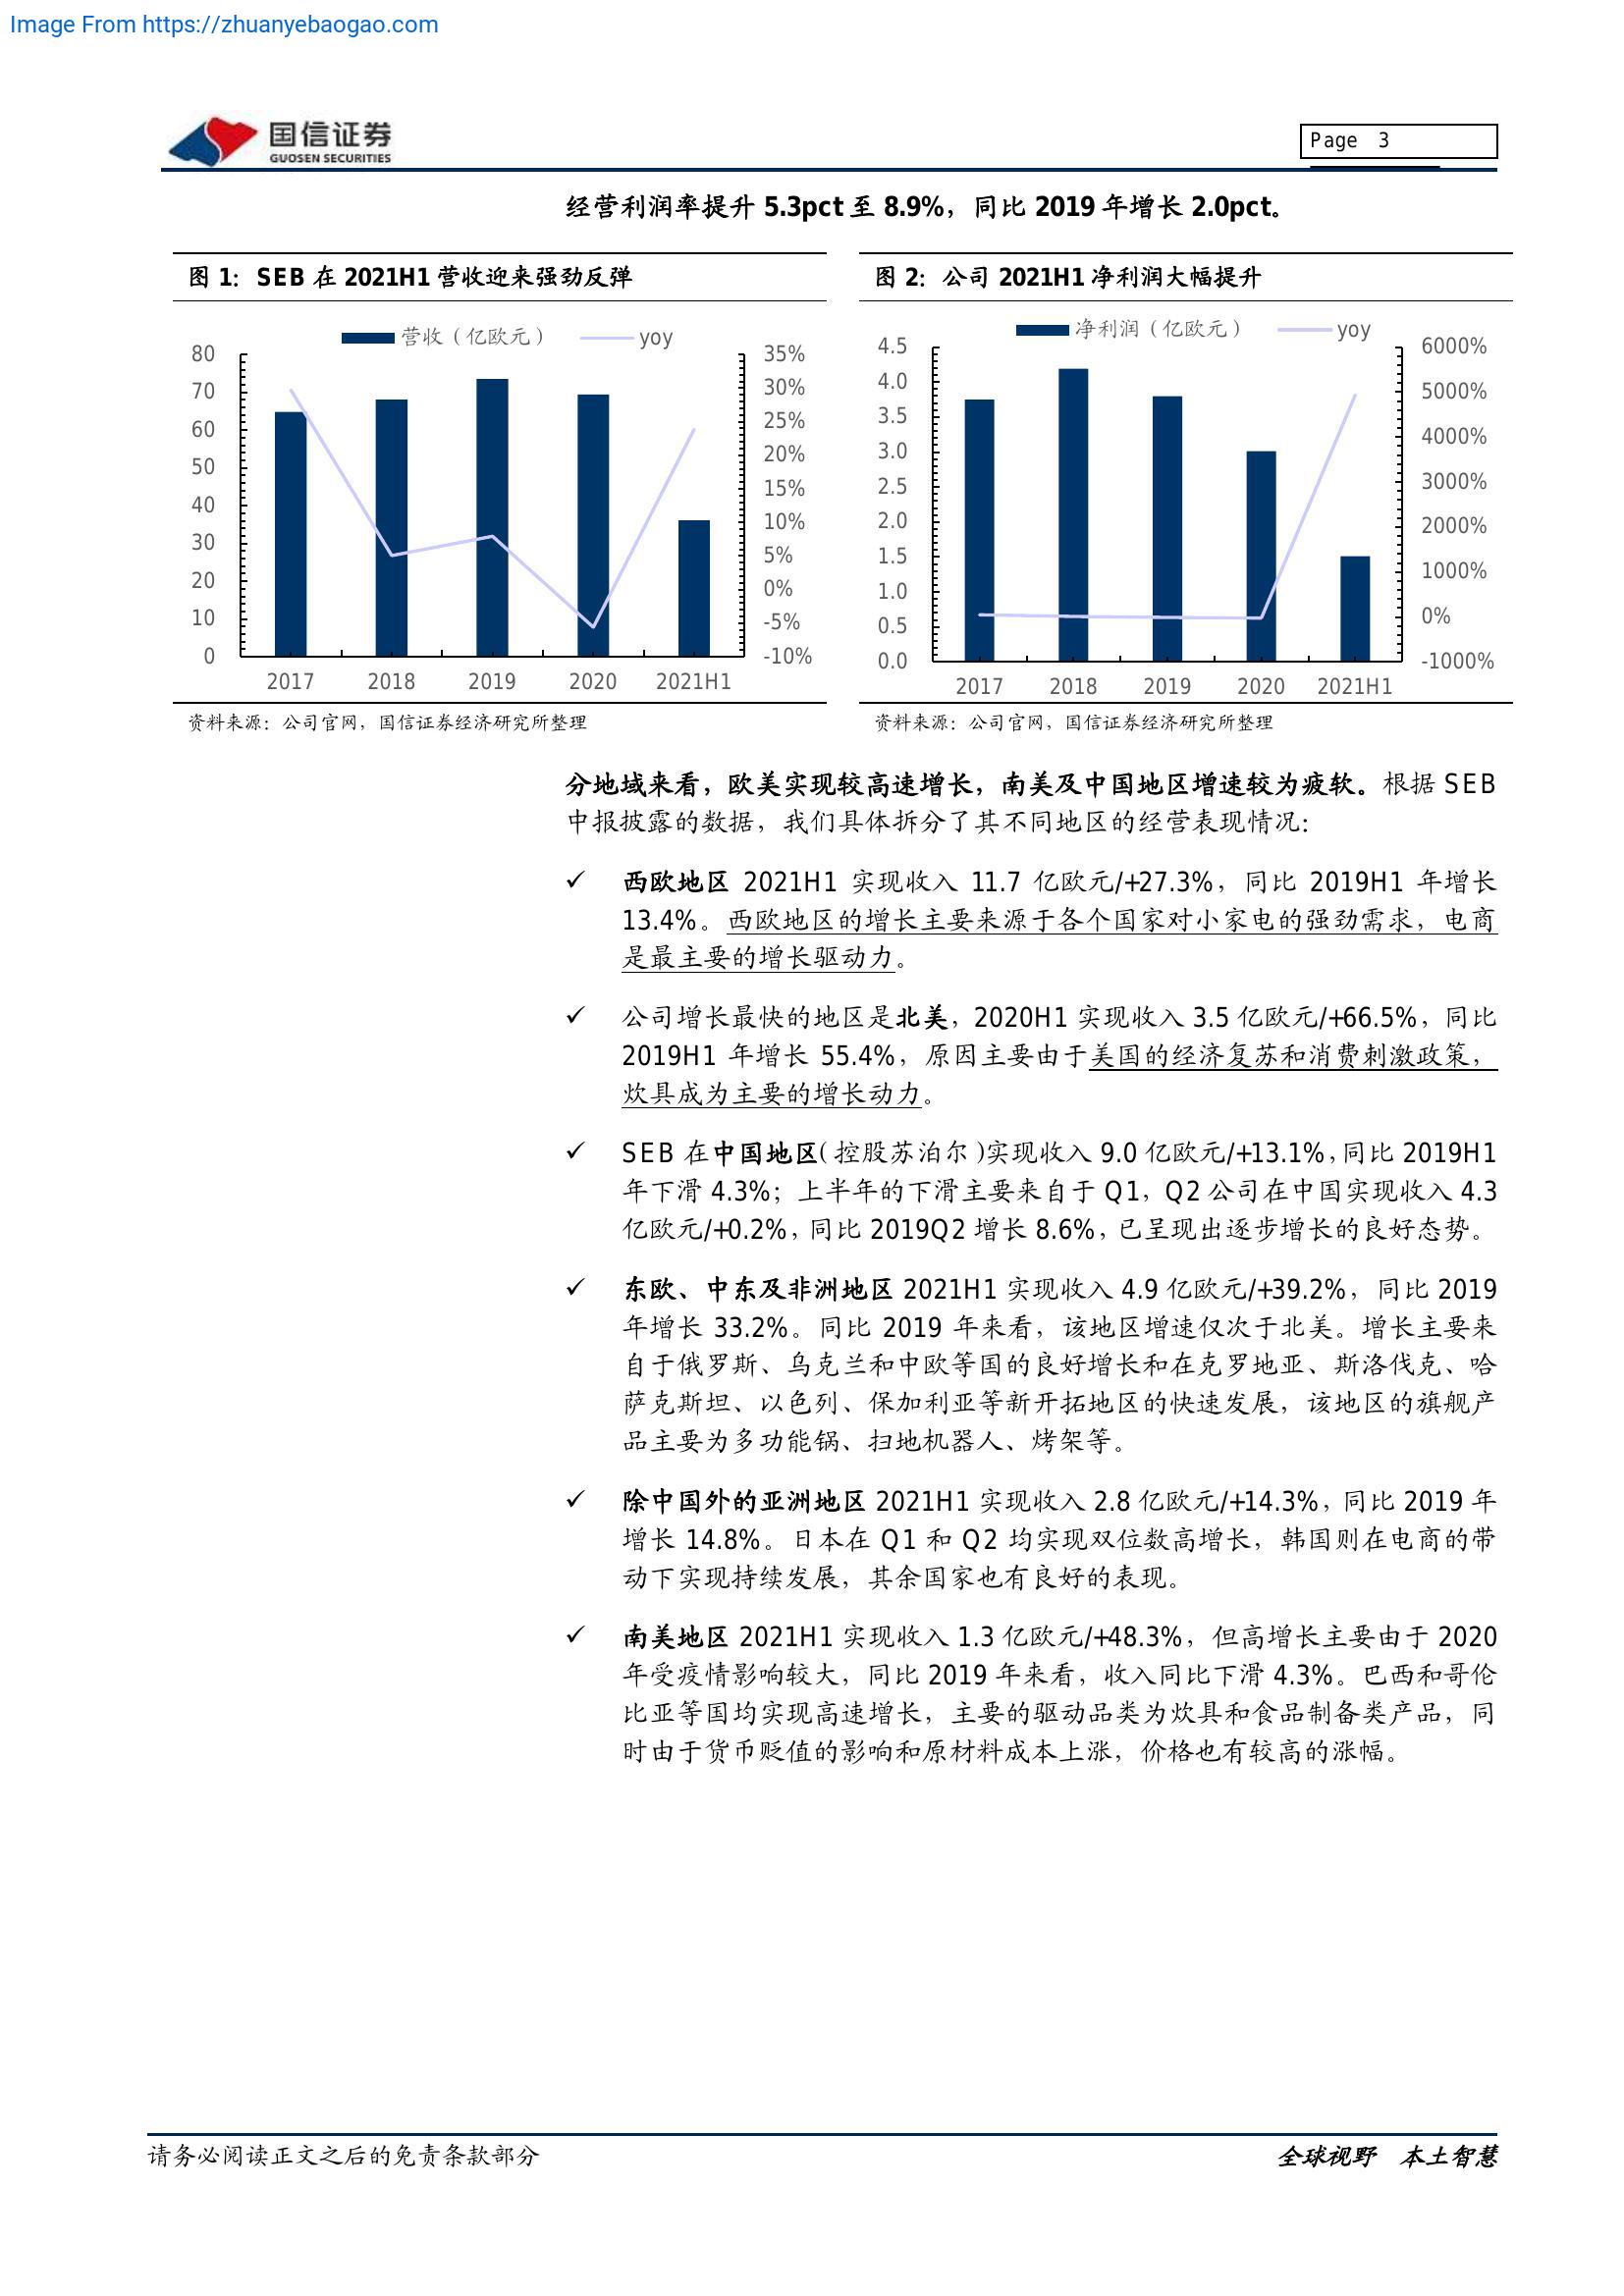 Image From https://zhuanyebaogao.com
国信证券
GUOSEN SECURITIES
Page 3
经营利润率提升 5.3pct 至 8.9%，同比 2019 年增长 2.0pct。
图 1：SEB 在 2021H1 营收迎来强劲反弹
营收（亿欧元） yoy
80
70
60
50
40
30
20
10
0
35%
30%
25%
20%
15%
10%
5%
0%
-5%
-10%
2017 2018 2019 2020 2021H1
资料来源：公司官网，国信证券经济研究所整理
图 2：公司 2021H1 净利润大幅提升
净利润（亿欧元） yoy
4.5
4.0
3.5
3.0
2.5
2.0
1.5
1.0
0.5
0.0
6000%
5000%
4000%
3000%
2000%
1000%
0%
-1000%
2017 2018 2019 2020 2021H1
资料来源：公司官网，国信证券经济研究所整理
分地域来看，欧美实现较高速增长，南美及中国地区增速较为疲软。根据 SEB
中报披露的数据，我们具体拆分了其不同地区的经营表现情况：
✓ 西欧地区 2021H1 实现收入 11.7 亿欧元/+27.3%，同比 2019H1 年增长
13.4%。西欧地区的增长主要来源于各个国家对小家电的强劲需求，电商
是最主要的增长驱动力。
✓ 公司增长最快的地区是北美，2020H1 实现收入 3.5 亿欧元/+66.5%，同比
2019H1 年增长 55.4%，原因主要由于美国的经济复苏和消费刺激政策，
炊具成为主要的增长动力。
✓ SEB 在中国地区(控股苏泊尔)实现收入 9.0 亿欧元/+13.1%，同比 2019H1
年下滑 4.3%；上半年的下滑主要来自于 Q1，Q2 公司在中国实现收入 4.3
亿欧元/+0.2%，同比 2019Q2 增长 8.6%，已呈现出逐步增长的良好态势。
✓ 东欧、中东及非洲地区 2021H1 实现收入 4.9 亿欧元/+39.2%，同比 2019
年增长 33.2%。同比 2019 年来看，该地区增速仅次于北美。增长主要来
自于俄罗斯、乌克兰和中欧等国的良好增长和在克罗地亚、斯洛伐克、哈
萨克斯坦、以色列、保加利亚等新开拓地区的快速发展，该地区的旗舰产
品主要为多功能锅、扫地机器人、烤架等。
✓ 除中国外的亚洲地区 2021H1 实现收入 2.8 亿欧元/+14.3%，同比 2019 年
增长 14.8%。日本在 Q1 和 Q2 均实现双位数高增长，韩国则在电商的带
动下实现持续发展，其余国家也有良好的表现。
✓ 南美地区 2021H1 实现收入 1.3 亿欧元/+48.3%，但高增长主要由于 2020
年受疫情影响较大，同比 2019 年来看，收入同比下滑 4.3%。巴西和哥伦
比亚等国均实现高速增长，主要的驱动品类为炊具和食品制备类产品，同
时由于货币贬值的影响和原材料成本上涨，价格也有较高的涨幅。
请务必阅读正文之后的免责条款部分
全球视野 本土智慧